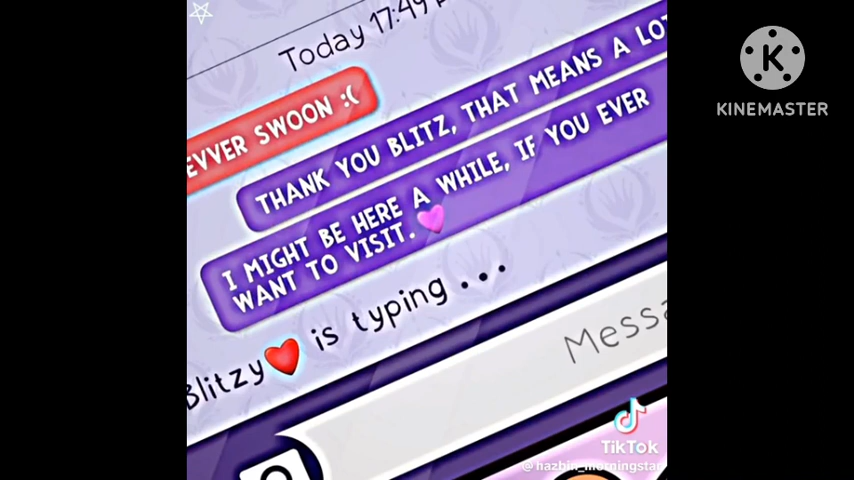 Today 17:49
EVVER SWOON :(
THANK YOU BLITZ, THAT MEANS A LOT
I MIGHT BE HERE A WHILE, IF YOU EVER
WANT TO VISIT.
Blitzy❤️ is typing ...
Messa
KINEMASTER
TikTok
@hazbin_morningstar